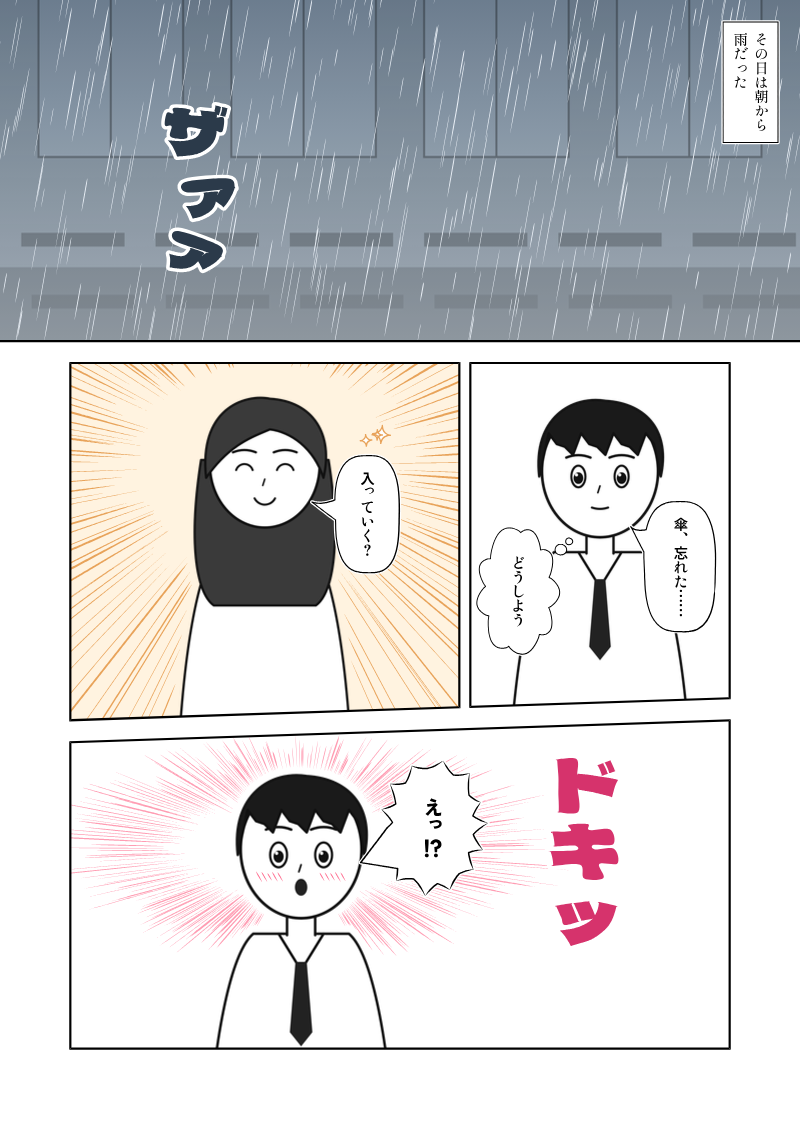 その日は朝から
雨だった
ザァァ
傘、忘れた……
どうしよう
入っていく？
ドキッ
えっ
!?